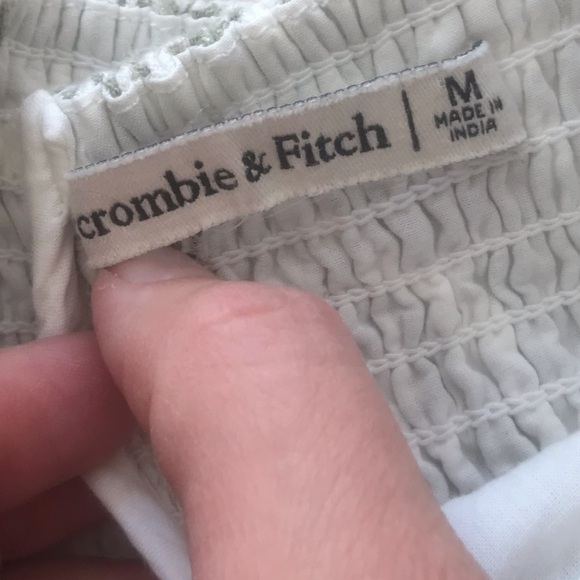 crombie & Fitch | M
MADE IN
INDIA